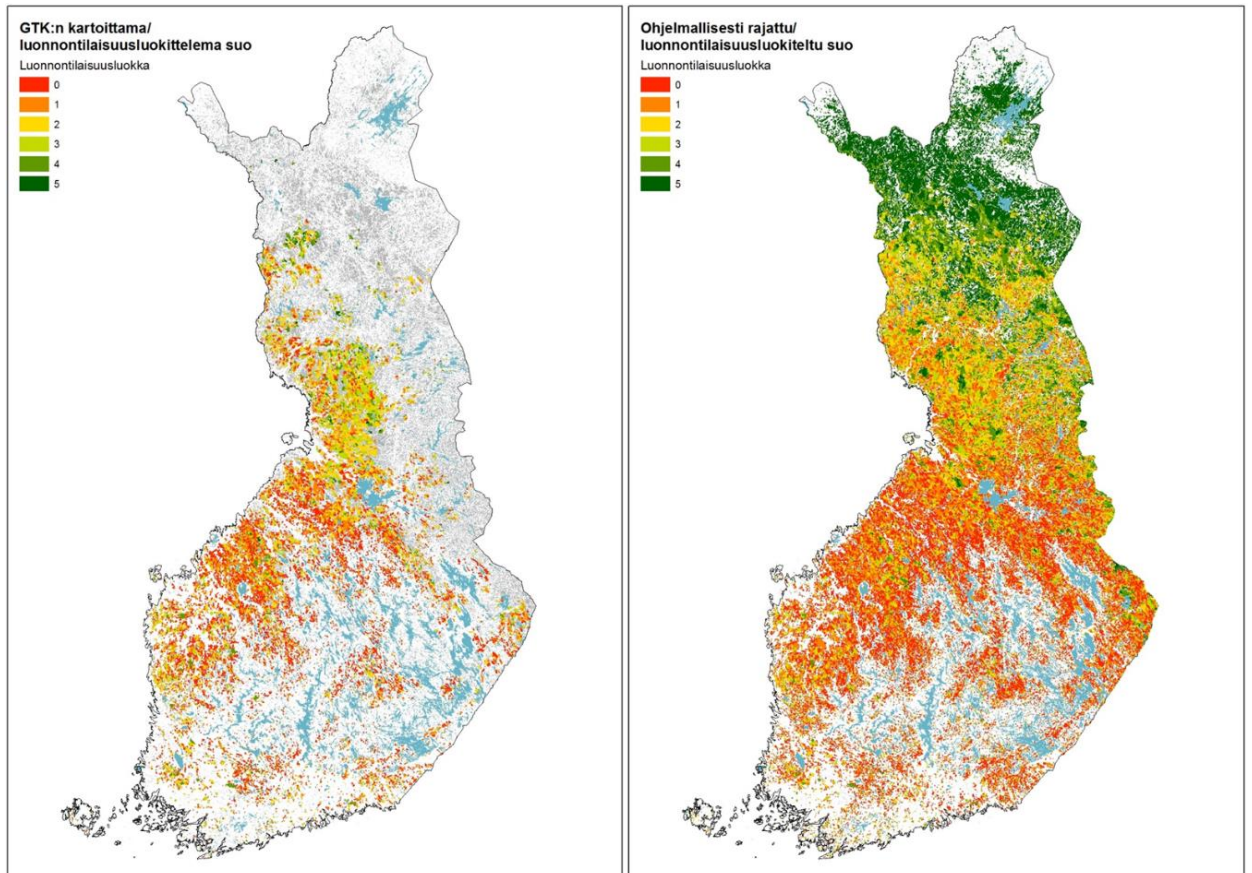 GTK:n kartoittama/
luonnontilaisuusluokittelema suo
Luonnontilaisuusluokka
0
1
2
3
4
5
Ohjelmallisesti rajattu/
luonnontilaisuusluokiteltu suo
Luonnontilaisuusluokka
0
1
2
3
4
5